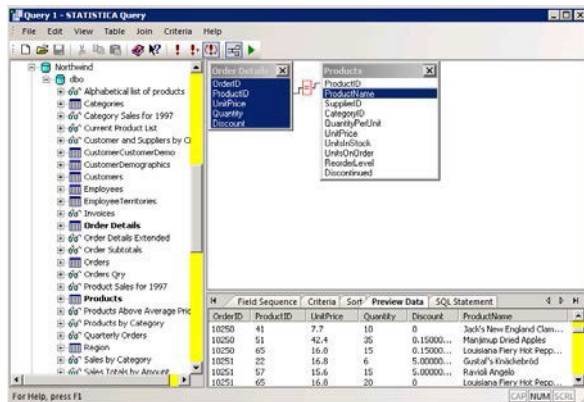 Query 1 - STATISTICA Query
File Edit View Table Join Criteria Help
Northwind
dbo
Alphabetical list of products
Categories
Category Sales for 1997
Current Product List
Customer and Suppliers by Ci
CustomerCustomerDemo
CustomerDemographics
Customers
Employees
EmployeeTerritories
Invoices
Order Details
Order Details Extended
Order Subtotals
Orders
Orders Qry
Product Sales for 1997
Products
Products Above Average Pric
Products by Category
Quarterly Orders
Region
Sales by Category
Sales Totals by Amount
Order Details
OrderID
ProductID
UnitPrice
Quantity
Discount
Products
ProductID
ProductName
SupplierID
CategoryID
QuantityPerUnit
UnitPrice
UnitsInStock
UnitsOnOrder
ReorderLevel
Discontinued
Field Sequence Criteria Sort Preview Data SQL Statement
OrderID ProductID UnitPrice Quantity Discount ProductName
10250 41 7.7 10 0 Jack's New England Clam...
10250 51 42.4 35 0.15000... Manjimup Dried Apples
10250 65 16.8 15 0.15000... Louisiana Fiery Hot Pepp...
10251 22 16.8 6 5.00000... Gustaf's Knäckebröd
10251 57 15.6 15 5.00000... Ravioli Angelo
10251 65 16.8 20 0 Louisiana Fiery Hot Pepp...
For Help, press F1
CAP NUM SCRL